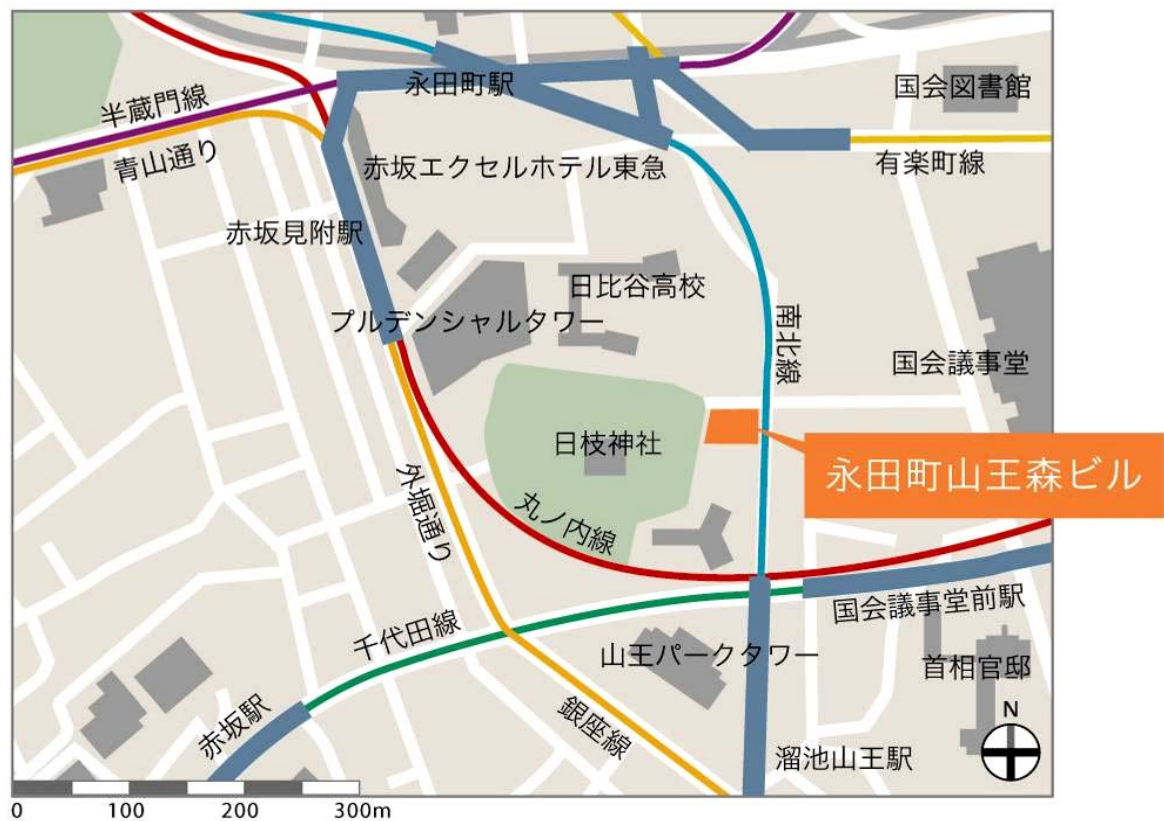 永田町駅
国会図書館
半蔵門線
青山通り
赤坂エクセルホテル東急
有楽町線
赤坂見附駅
日比谷高校
プルデンシャルタワー
南北線
国会議事堂
日枝神社
永田町山王森ビル
外堀通り
丸ノ内線
国会議事堂前駅
千代田線
山王パークタワー
首相官邸
赤坂駅
銀座線
N
溜池山王駅
0 100 200 300m